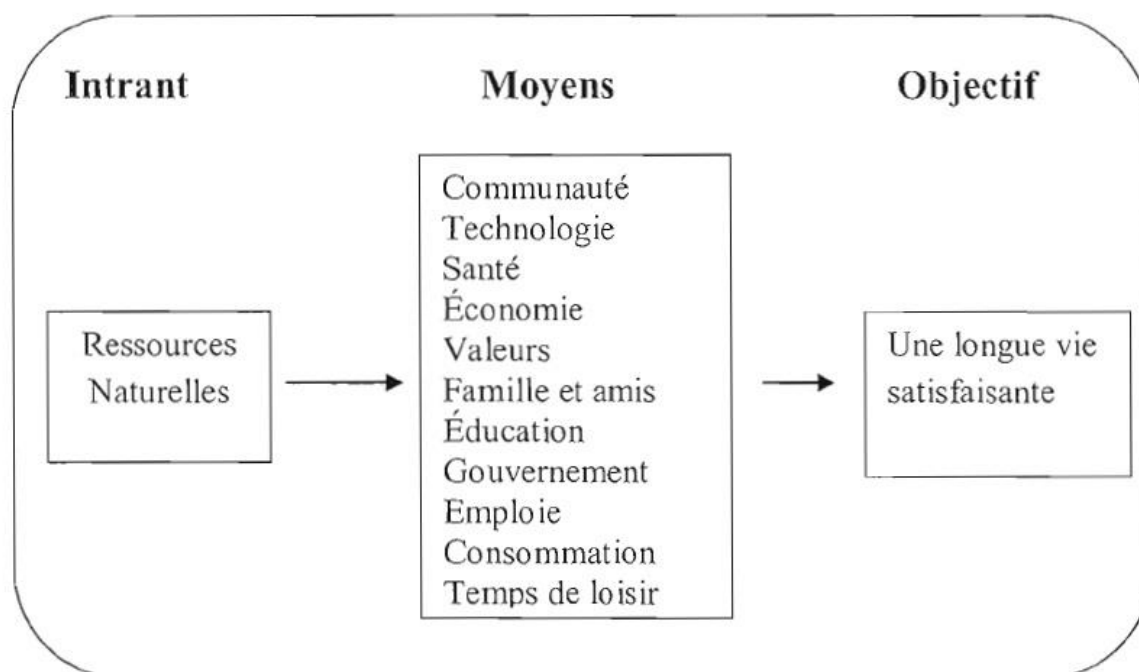 Intrant
Moyens
Objectif
Ressources
Naturelles
Communauté
Technologie
Santé
Économie
Valeurs
Famille et amis
Éducation
Gouvernement
Emploie
Consommation
Temps de loisir
Une longue vie
satisfaisante